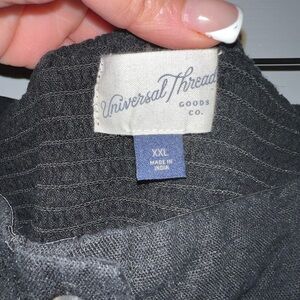 Universal Thread
GOODS
CO.
XXL
MADE IN
INDIA